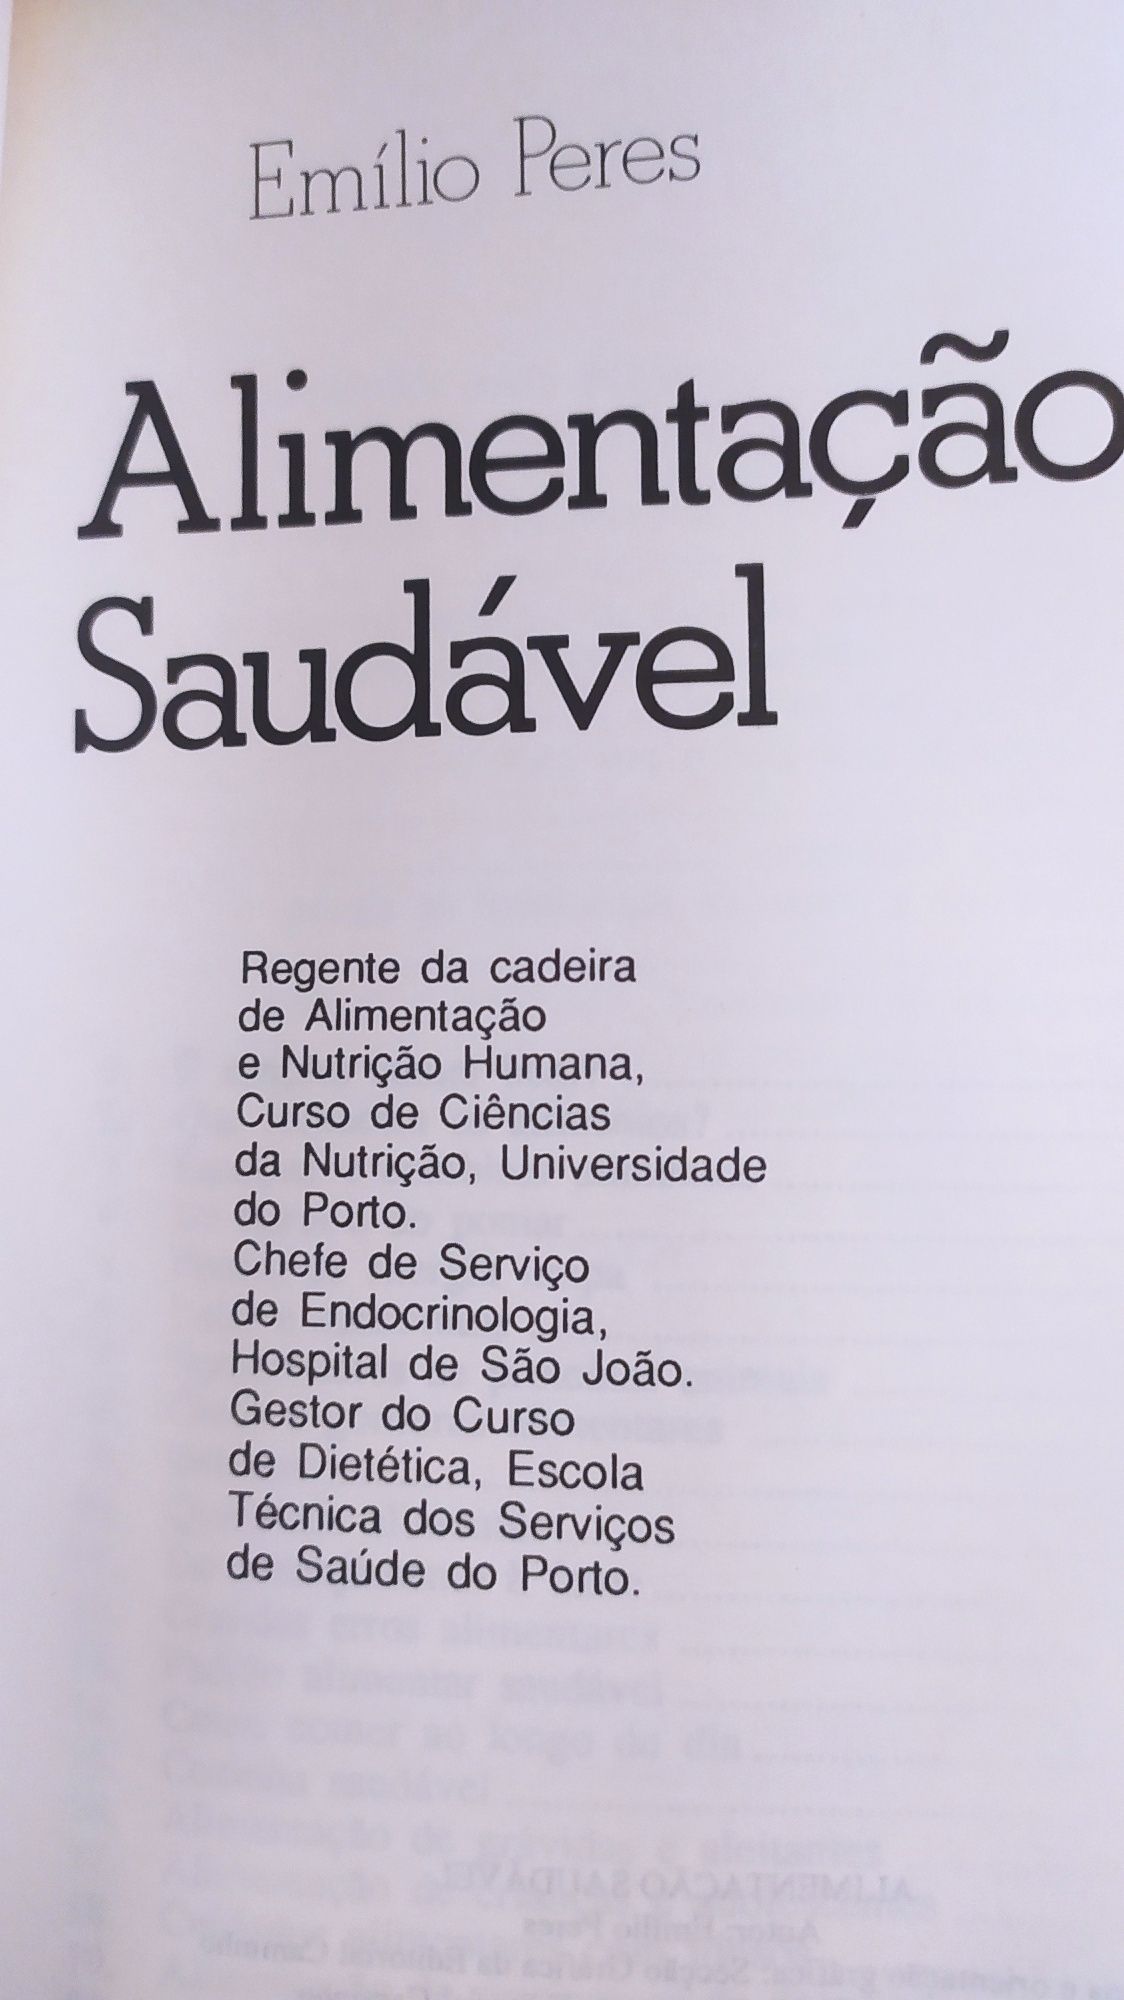 Emílio Peres
Alimentação
Saudável
Regente da cadeira
de Alimentação
e Nutrição Humana,
Curso de Ciências
da Nutrição, Universidade
do Porto.
Chefe de Serviço
de Endocrinologia,
Hospital de São João.
Gestor do Curso
de Dietética, Escola
Técnica dos Serviços
de Saúde do Porto.